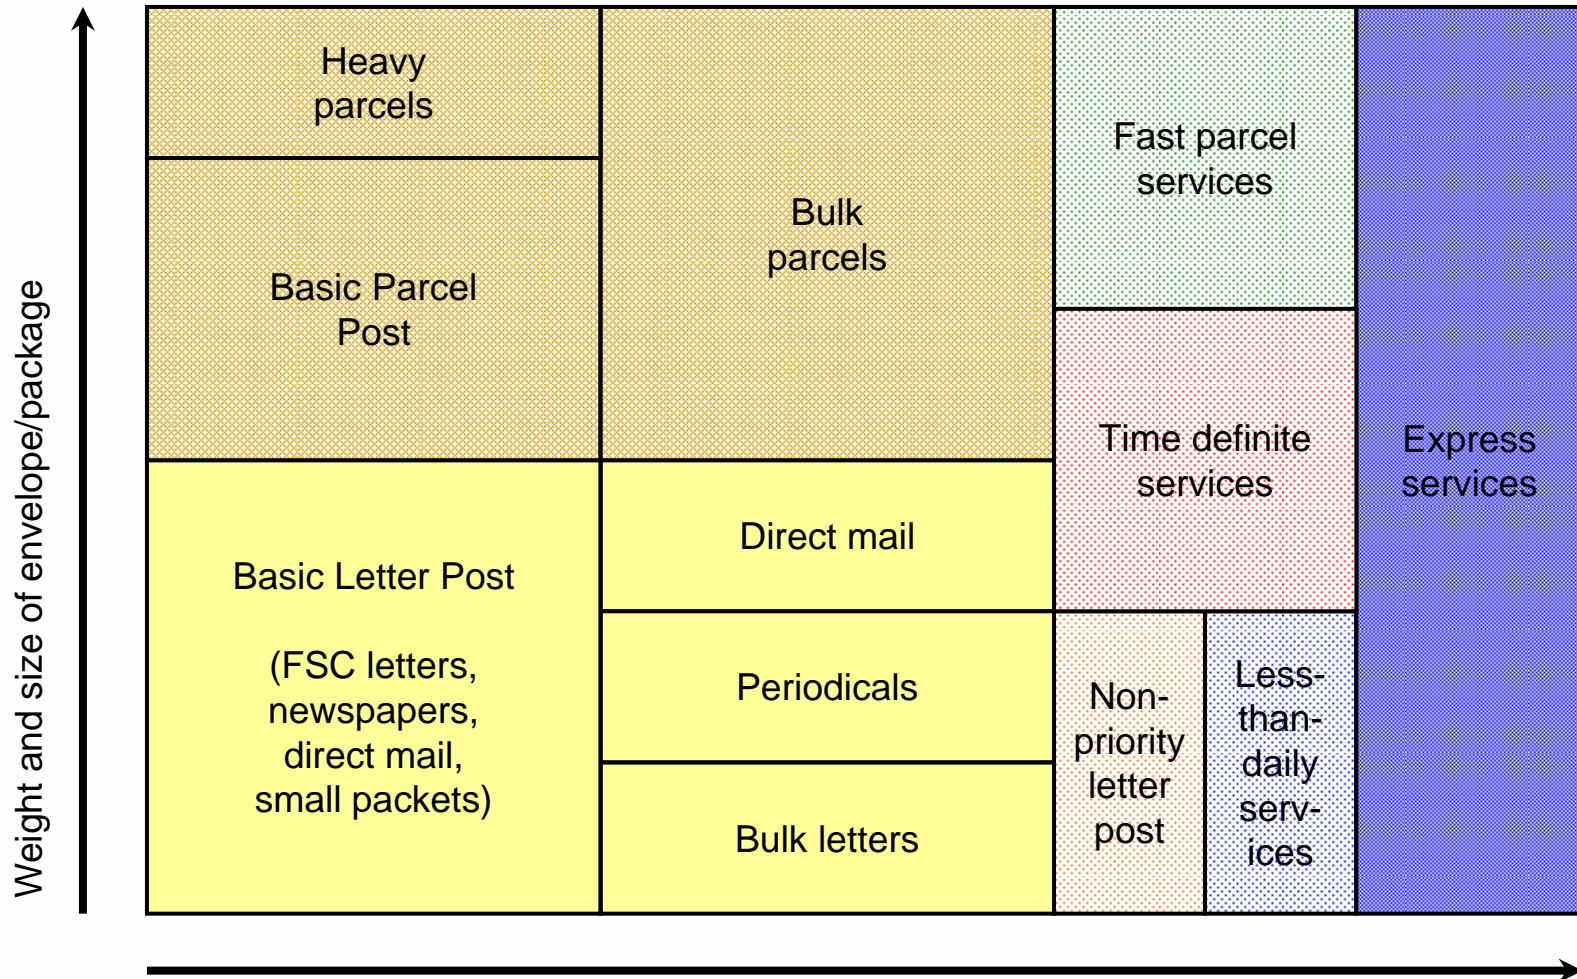 Weight and size of envelope/package
Heavy
parcels
Basic Parcel
Post
Basic Letter Post
(FSC letters,
newspapers,
direct mail,
small packets)
Bulk
parcels
Direct mail
Periodicals
Bulk letters
Fast parcel
services
Time definite
services
Non-
priority
letter
post
Less-
than-
daily
serv-
ices
Express
services